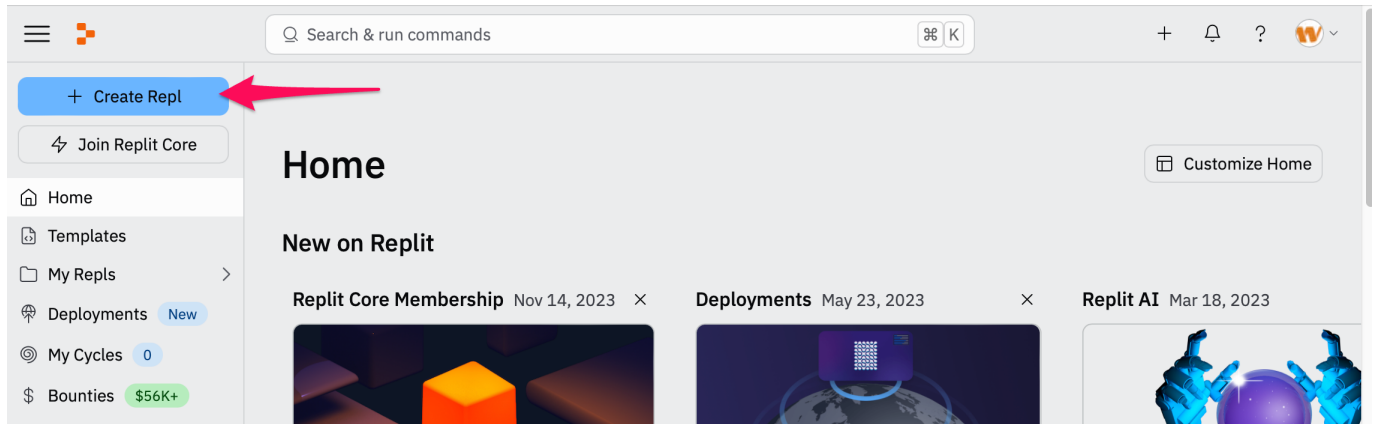 Search & run commands
⌘ K
+ Create Repl
Join Replit Core
Home
Templates
My Repls
Deployments New
My Cycles 0
$ Bounties $56K+
Home
Customize Home
New on Replit
Replit Core Membership Nov 14, 2023
Deployments May 23, 2023
Replit AI Mar 18, 2023